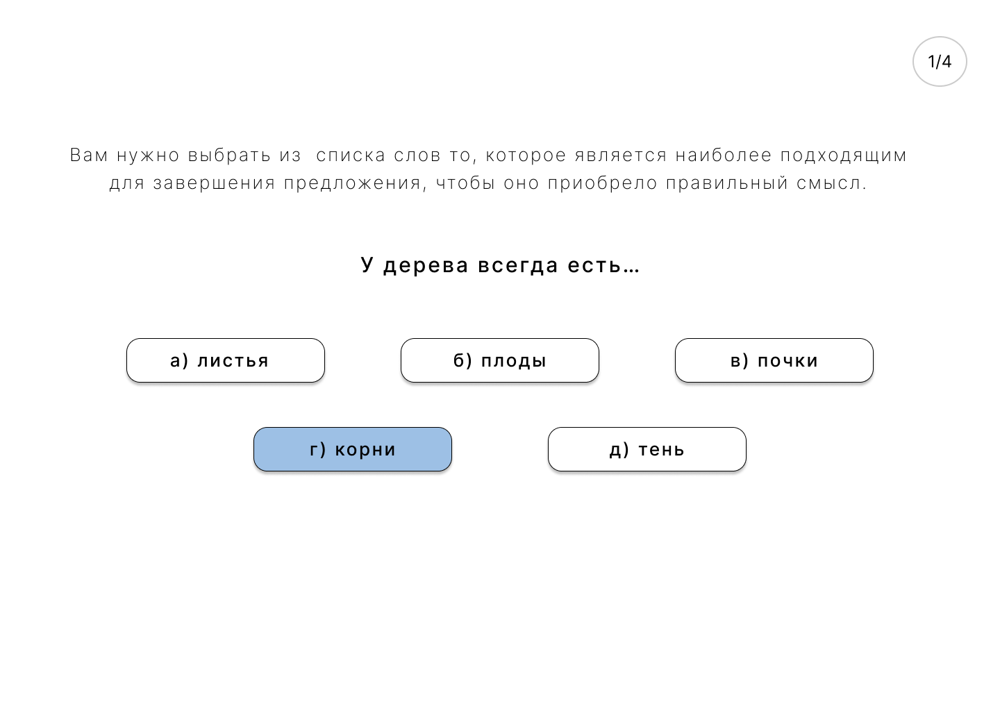 1/4
Вам нужно выбрать из  списка слов то, которое является наиболее подходящим
для завершения предложения, чтобы оно приобрело правильный смысл.
У дерева всегда есть...
а) листья
б) плоды
в) почки
г) корни
д) тень